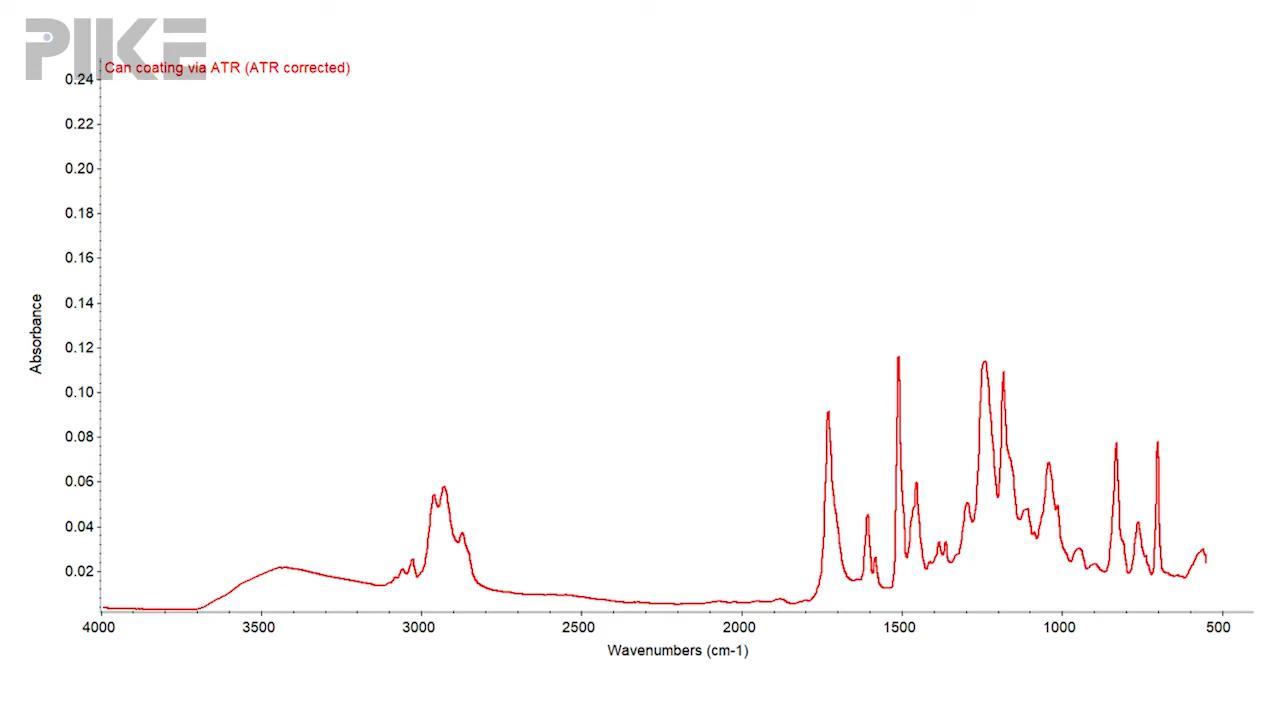 PIKE
Can coating via ATR (ATR corrected)
0.24
0.22
0.20
0.18
0.16
0.14
0.12
0.10
0.08
0.06
0.04
0.02
Absorbance
4000 3500 3000 2500 2000 1500 1000 500
Wavenumbers (cm-1)